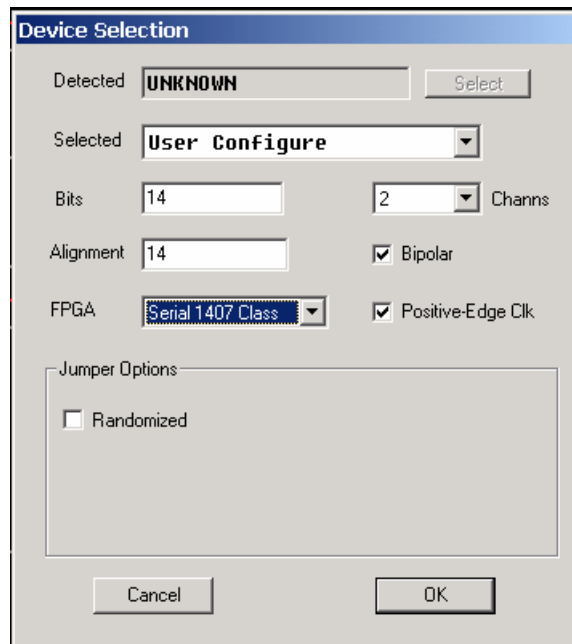 Device Selection
Detected UNKNOWN Select
Selected User Configure
Bits 14 2 Channs
Alignment 14 Bipolar
FPGA Serial 1407 Class Positive-Edge Clk
Jumper Options
Randomized
Cancel OK